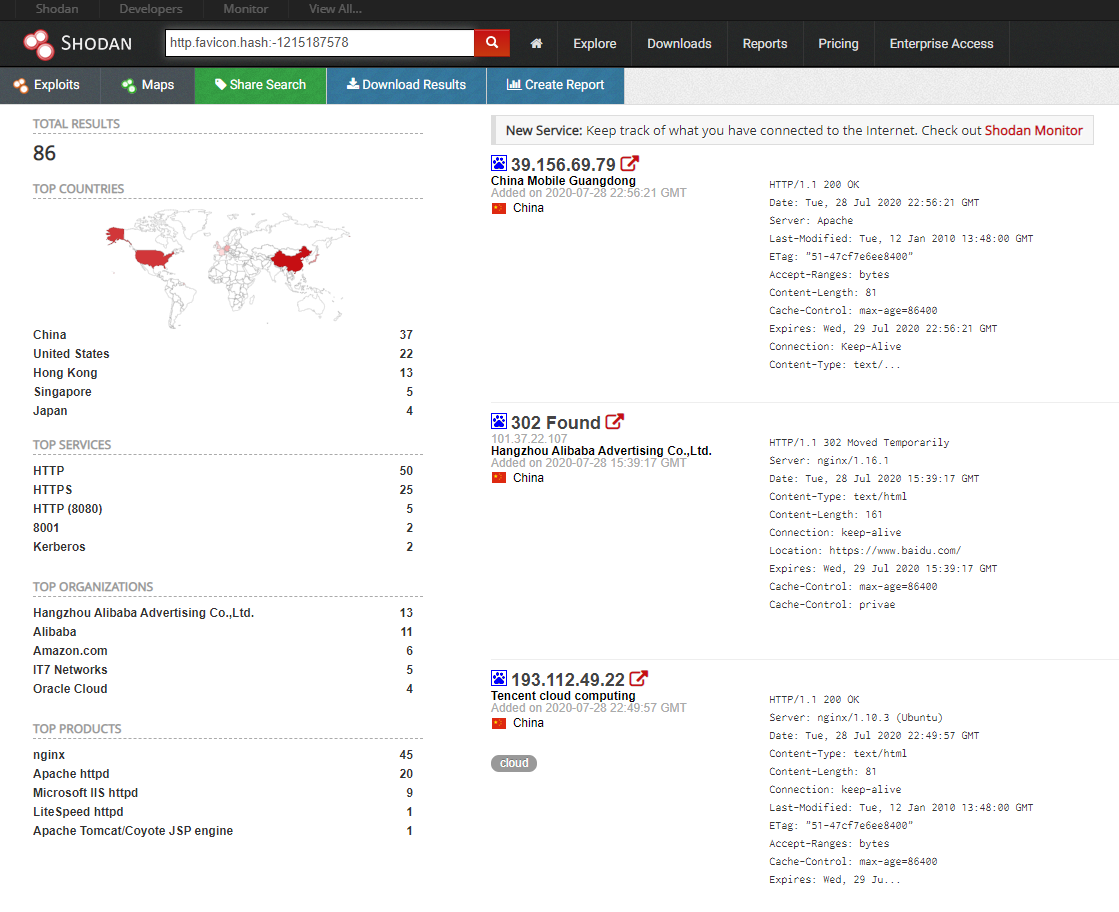 Shodan Developers Monitor View All...
SHODAN http.favicon.hash:-1215187578 Explore Downloads Reports Pricing Enterprise Access
Exploits Maps Share Search Download Results Create Report
TOTAL RESULTS
86
TOP COUNTRIES
China 37
United States 22
Hong Kong 13
Singapore 5
Japan 4
TOP SERVICES
HTTP 50
HTTPS 25
HTTP (8080) 5
8001 2
Kerberos 2
TOP ORGANIZATIONS
Hangzhou Alibaba Advertising Co.,Ltd. 13
Alibaba 11
Amazon.com 6
IT7 Networks 5
Oracle Cloud 4
TOP PRODUCTS
nginx 45
Apache httpd 20
Microsoft IIS httpd 9
LiteSpeed httpd 1
Apache Tomcat/Coyote JSP engine 1
New Service: Keep track of what you have connected to the Internet. Check out Shodan Monitor
39.156.69.79
China Mobile Guangdong
Added on 2020-07-28 22:56:21 GMT
China
HTTP/1.1 200 OK
Date: Tue, 28 Jul 2020 22:56:21 GMT
Server: Apache
Last-Modified: Tue, 12 Jan 2010 13:48:00 GMT
ETag: "51-47cf7e6ee8400"
Accept-Ranges: bytes
Content-Length: 81
Cache-Control: max-age=86400
Expires: Wed, 29 Jul 2020 22:56:21 GMT
Connection: Keep-Alive
Content-Type: text/...
302 Found
101.37.22.107
Hangzhou Alibaba Advertising Co.,Ltd.
Added on 2020-07-28 15:39:17 GMT
China
HTTP/1.1 302 Moved Temporarily
Server: nginx/1.16.1
Date: Tue, 28 Jul 2020 15:39:17 GMT
Content-Type: text/html
Content-Length: 161
Connection: keep-alive
Location: https://www.baidu.com/
Expires: Wed, 29 Jul 2020 15:39:17 GMT
Cache-Control: max-age=86400
Cache-Control: privae
193.112.49.22
Tencent cloud computing
Added on 2020-07-28 22:49:57 GMT
China
cloud
HTTP/1.1 200 OK
Server: nginx/1.10.3 (Ubuntu)
Date: Tue, 28 Jul 2020 22:49:57 GMT
Content-Type: text/html
Content-Length: 81
Connection: keep-alive
Last-Modified: Tue, 12 Jan 2010 13:48:00 GMT
ETag: "51-47cf7e6ee8400"
Accept-Ranges: bytes
Cache-Control: max-age=86400
Expires: Wed, 29 Ju...